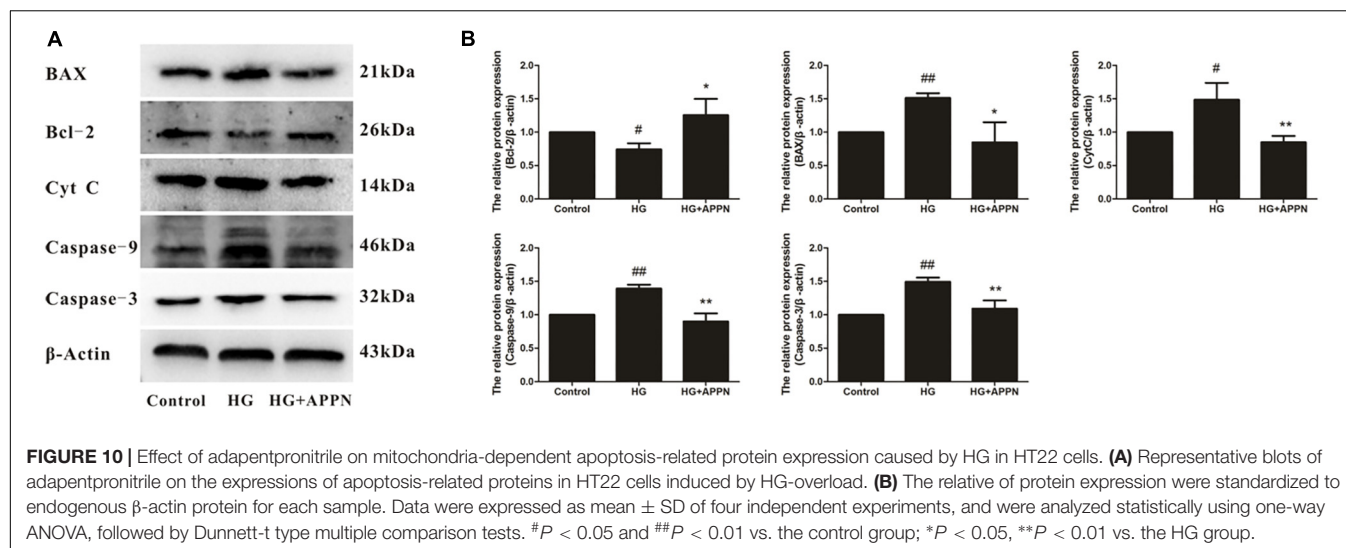 A
BAX 21kDa
Bcl-2 26kDa
Cyt C 14kDa
Caspase-9 46kDa
Caspase-3 32kDa
β-Actin 43kDa
Control HG HG+APPN
B
The relative protein expression
(Bcl-2/β-actin)
2.0
1.5
1.0
0.5
0.0
#
*
Control HG HG+APPN
The relative protein expression
(BAX/β-actin)
2.0
1.5
1.0
0.5
0.0
##
*
Control HG HG+APPN
The relative protein expression
(CytC/β-actin)
2.0
1.5
1.0
0.5
0.0
#
**
Control HG HG+APPN
The relative protein expression
(Caspase-9/β-actin)
2.0
1.5
1.0
0.5
0.0
##
**
Control HG HG+APPN
The relative protein expression
(Caspase-3/β-actin)
2.0
1.5
1.0
0.5
0.0
##
**
Control HG HG+APPN
FIGURE 10 | Effect of adapentpronitrile on mitochondria-dependent apoptosis-related protein expression caused by HG in HT22 cells. (A) Representative blots of
adapentpronitrile on the expressions of apoptosis-related proteins in HT22 cells induced by HG-overload. (B) The relative of protein expression were standardized to
endogenous β-actin protein for each sample. Data were expressed as mean ± SD of four independent experiments, and were analyzed statistically using one-way
ANOVA, followed by Dunnett-t type multiple comparison tests. #P < 0.05 and ##P < 0.01 vs. the control group; *P < 0.05, **P < 0.01 vs. the HG group.